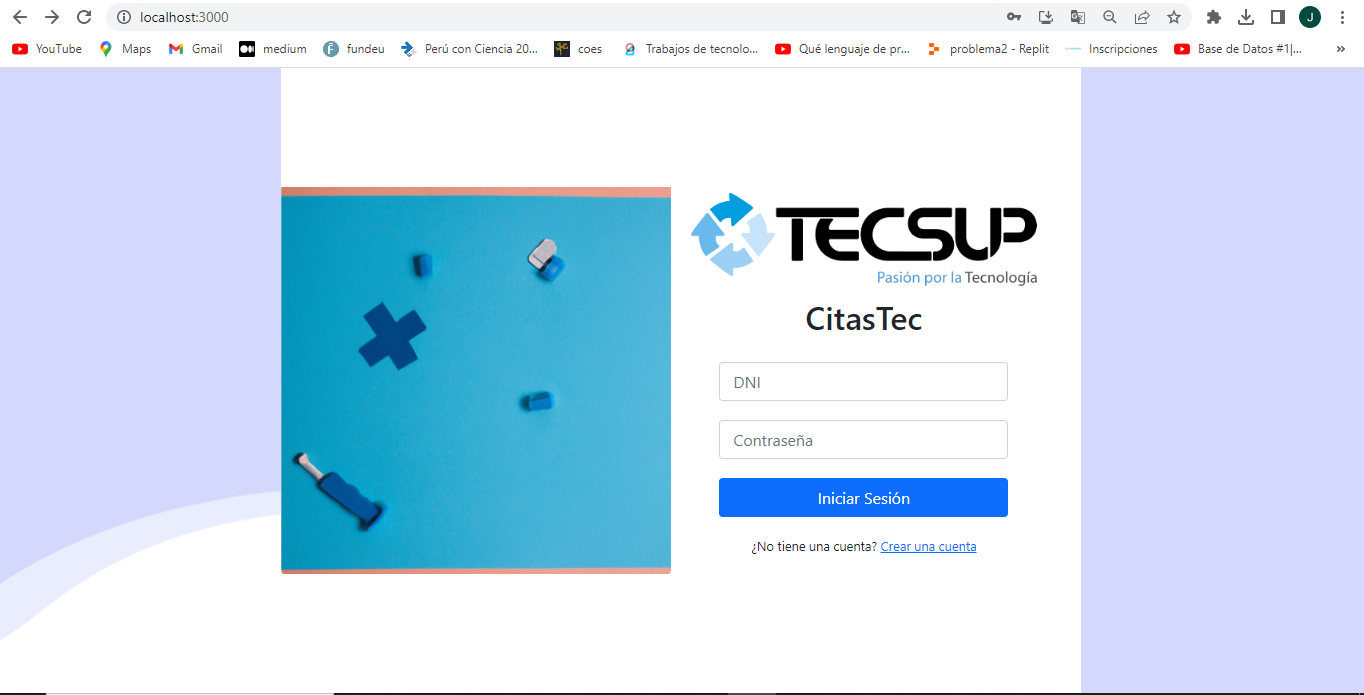 localhost:3000
J
YouTube
Maps
Gmail
medium
fundeu
Perú con Ciencia 20...
coes
Trabajos de tecnolo...
Qué lenguaje de pr...
problema2 - Replit
Inscripciones
Base de Datos #1|...
»
TECSUP
Pasión por la Tecnología
CitasTec
DNI
Contraseña
Iniciar Sesión
¿No tiene una cuenta? Crear una cuenta